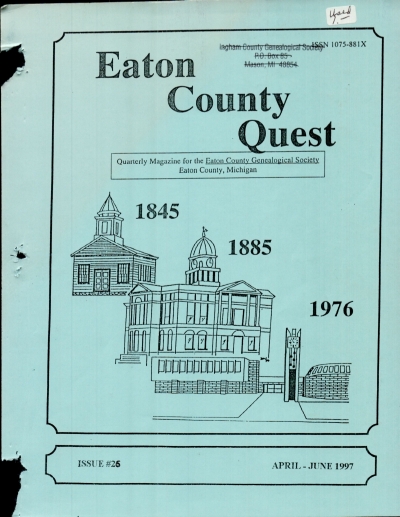 Used
Ingham County Genealogical Society
ISSN 1075-881X
P.O. Box 85
Mason, MI 48854
Eaton
County
Quest
Quarterly Magazine for the Eaton County Genealogical Society
Eaton County, Michigan
1845
1885
1976
ISSUE #26
APRIL - JUNE 1997